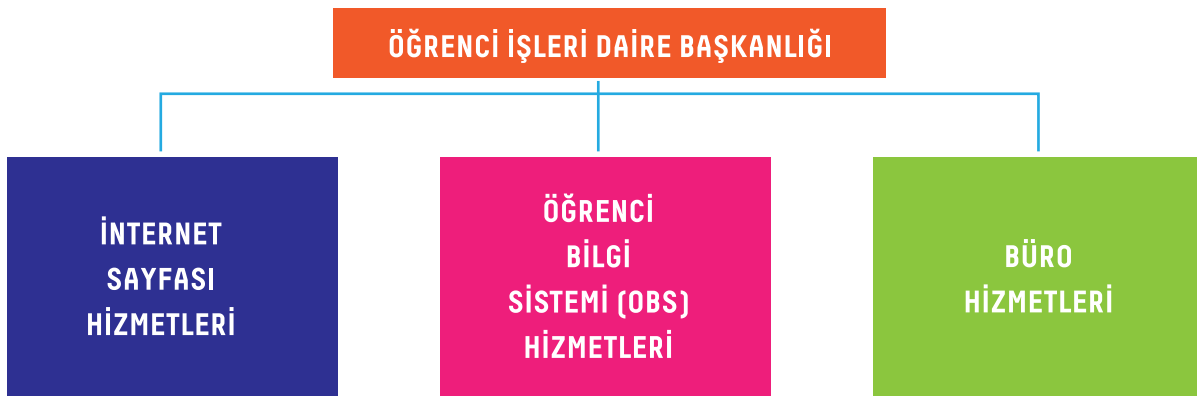 ÖĞRENCİ İŞLERİ DAİRE BAŞKANLIĞI
İNTERNET
SAYFASI
HİZMETLERİ
ÖĞRENCİ
BİLGİ
SİSTEMİ (OBS)
HİZMETLERİ
BÜRO
HİZMETLERİ